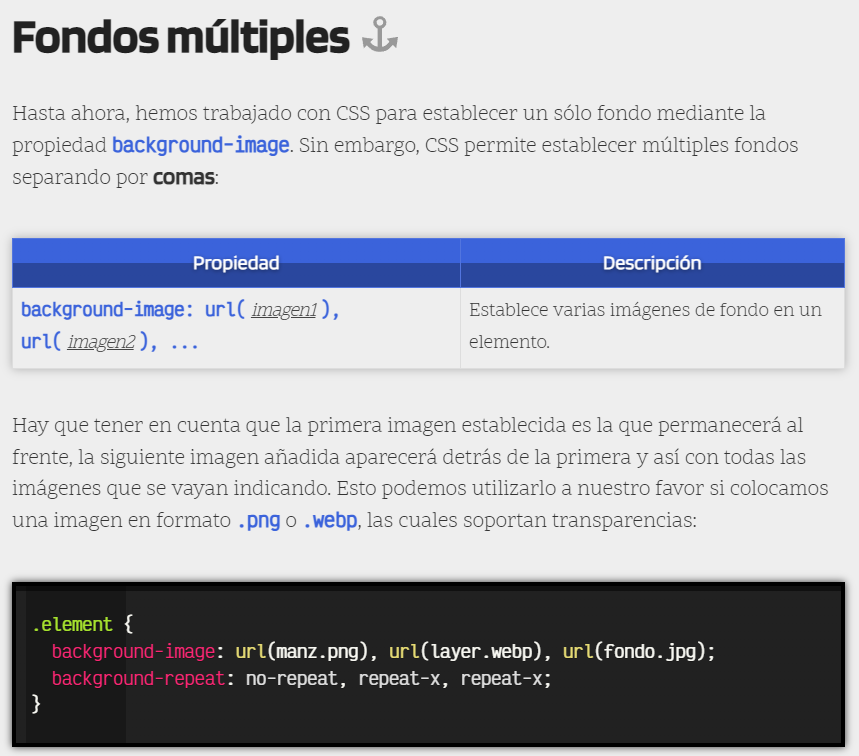 Fondos múltiples
Hasta ahora, hemos trabajado con CSS para establecer un sólo fondo mediante la
propiedad background-image. Sin embargo, CSS permite establecer múltiples fondos
separando por comas:
Propiedad
Descripción
background-image: url( imagen1 ),
url( imagen2 ), ...
Establece varias imágenes de fondo en un
elemento.
Hay que tener en cuenta que la primera imagen establecida es la que permanecerá al
frente, la siguiente imagen añadida aparecerá detrás de la primera y así con todas las
imágenes que se vayan indicando. Esto podemos utilizarlo a nuestro favor si colocamos
una imagen en formato .png o .webp, las cuales soportan transparencias:
.element {
  background-image: url(manz.png), url(layer.webp), url(fondo.jpg);
  background-repeat: no-repeat, repeat-x, repeat-x;
}